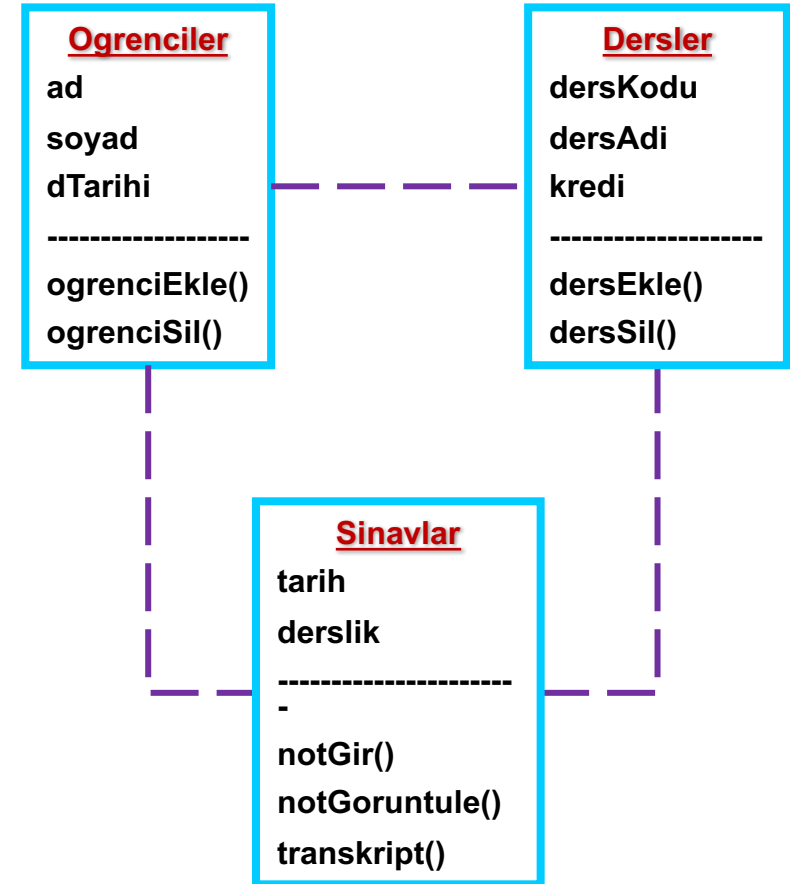 Ogrenciler
ad
soyad
dTarihi
-------------------
ogrenciEkle()
ogrenciSil()
Dersler
dersKodu
dersAdi
kredi
--------------------
dersEkle()
dersSil()
Sinavlar
tarih
derslik
----------------------
-
notGir()
notGoruntule()
transkript()